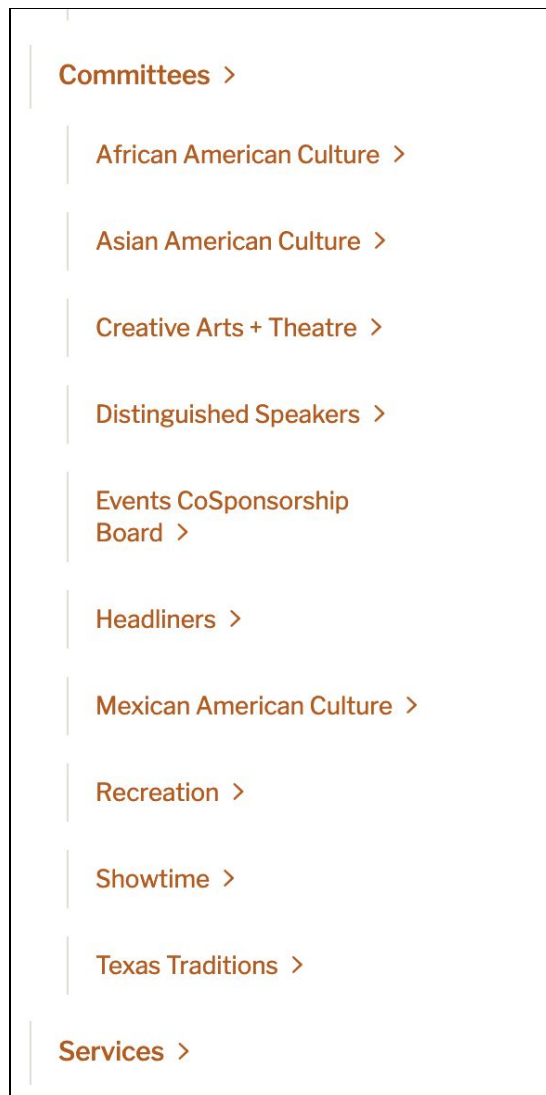 Committees >
African American Culture >
Asian American Culture >
Creative Arts + Theatre >
Distinguished Speakers >
Events CoSponsorship
Board >
Headliners >
Mexican American Culture >
Recreation >
Showtime >
Texas Traditions >
Services >